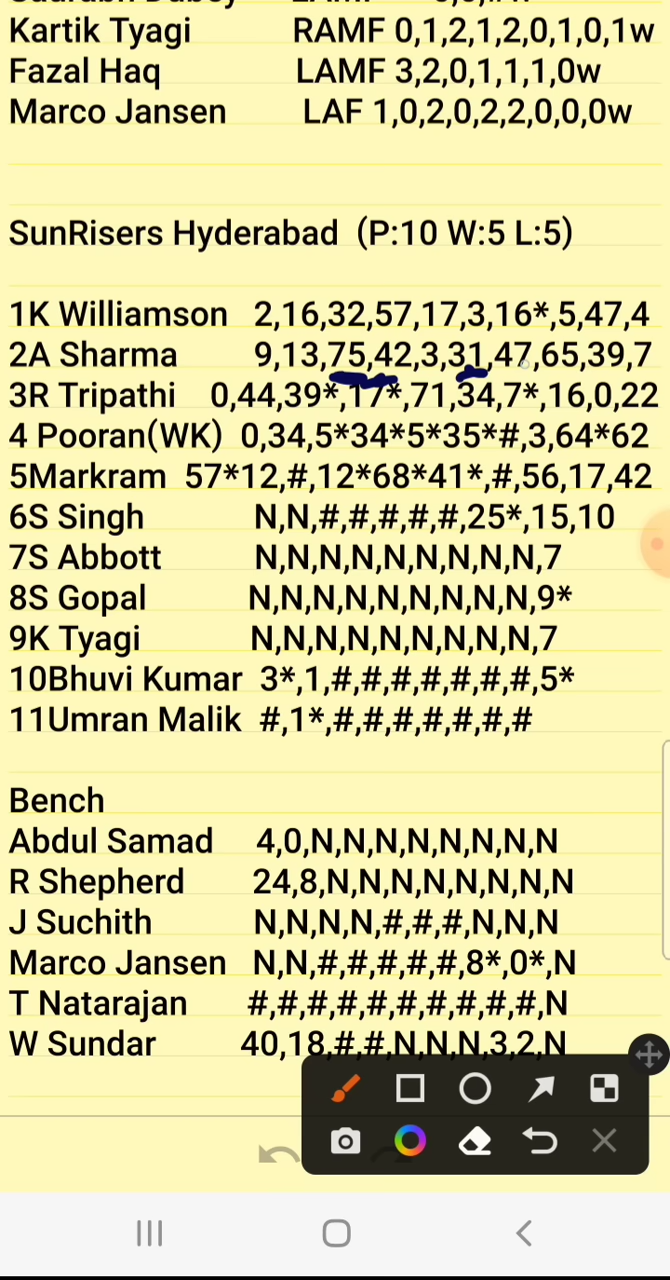 Kartik Tyagi RAMF 0,1,2,1,2,0,1,0,1w
Fazal Haq LAMF 3,2,0,1,1,1,0w
Marco Jansen LAF 1,0,2,0,2,2,0,0,0w
SunRisers Hyderabad (P:10 W:5 L:5)
1K Williamson 2,16,32,57,17,3,16*,5,47,4
2A Sharma 9,13,75,42,3,31,47,65,39,7
3R Tripathi 0,44,39*,17*,71,34,7*,16,0,22
4 Pooran(WK) 0,34,5*34*5*35*#,3,64*62
5Markram 57*12,#,12*68*41*,#,56,17,42
6S Singh N,N,#,#,#,#,#,25*,15,10
7S Abbott N,N,N,N,N,N,N,N,N,7
8S Gopal N,N,N,N,N,N,N,N,N,9*
9K Tyagi N,N,N,N,N,N,N,N,N,7
10Bhuvi Kumar 3*,1,#,#,#,#,#,#,#,5*
11Umran Malik #,1*,#,#,#,#,#,#,#
Bench
Abdul Samad 4,0,N,N,N,N,N,N,N,N
R Shepherd 24,8,N,N,N,N,N,N,N,N
J Suchith N,N,N,N,#,#,#,N,N,N
Marco Jansen N,N,#,#,#,#,#,8*,0*,N
T Natarajan #,#,#,#,#,#,#,#,#,N
W Sundar 40,18,#,#,N,N,N,3,2,N